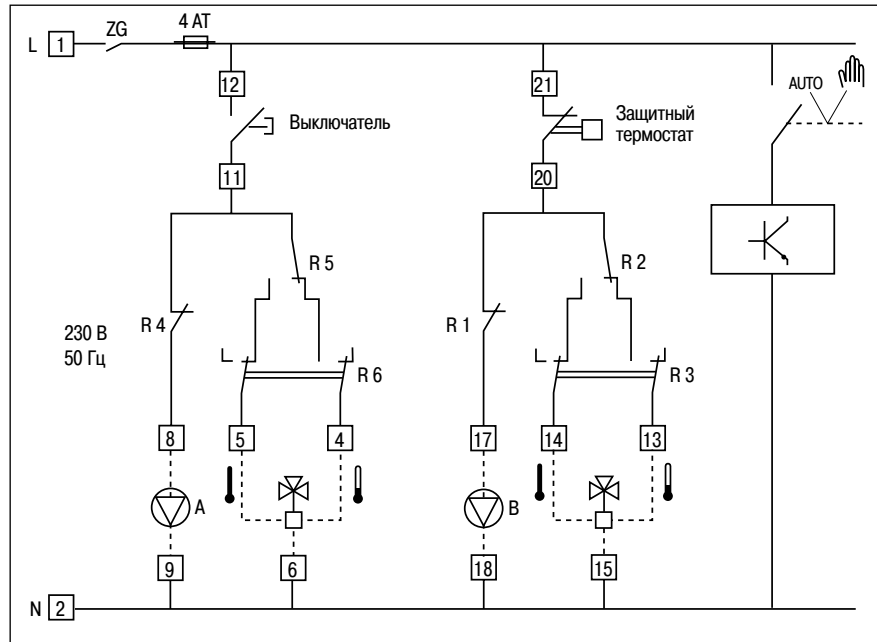 L 1 ZG 4 AT
12 21 AUTO
Выключатель
Защитный
термостат
11 20
R 5 R 2
R 4 R 1
230 В
50 Гц
R 6 R 3
8 5 4 17 14 13
A B
9 6 18 15
N 2